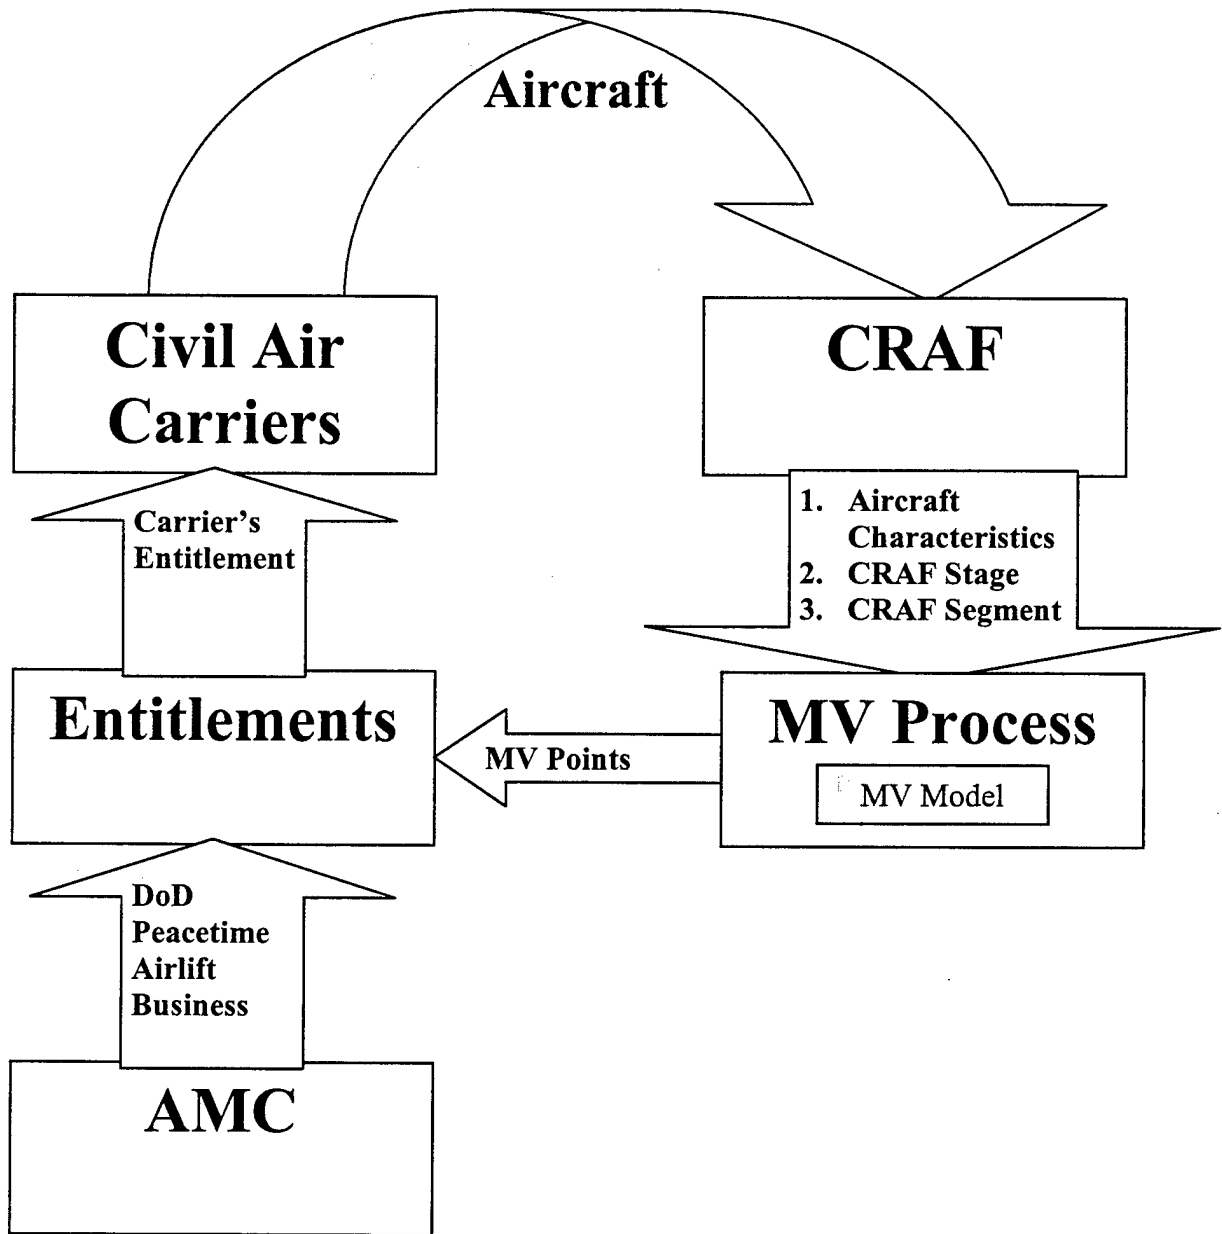 Aircraft
Civil Air
Carriers
CRAF
Carrier's
Entitlement
1. Aircraft
Characteristics
2. CRAF Stage
3. CRAF Segment
Entitlements
MV Process
MV Points
MV Model
DoD
Peacetime
Airlift
Business
AMC